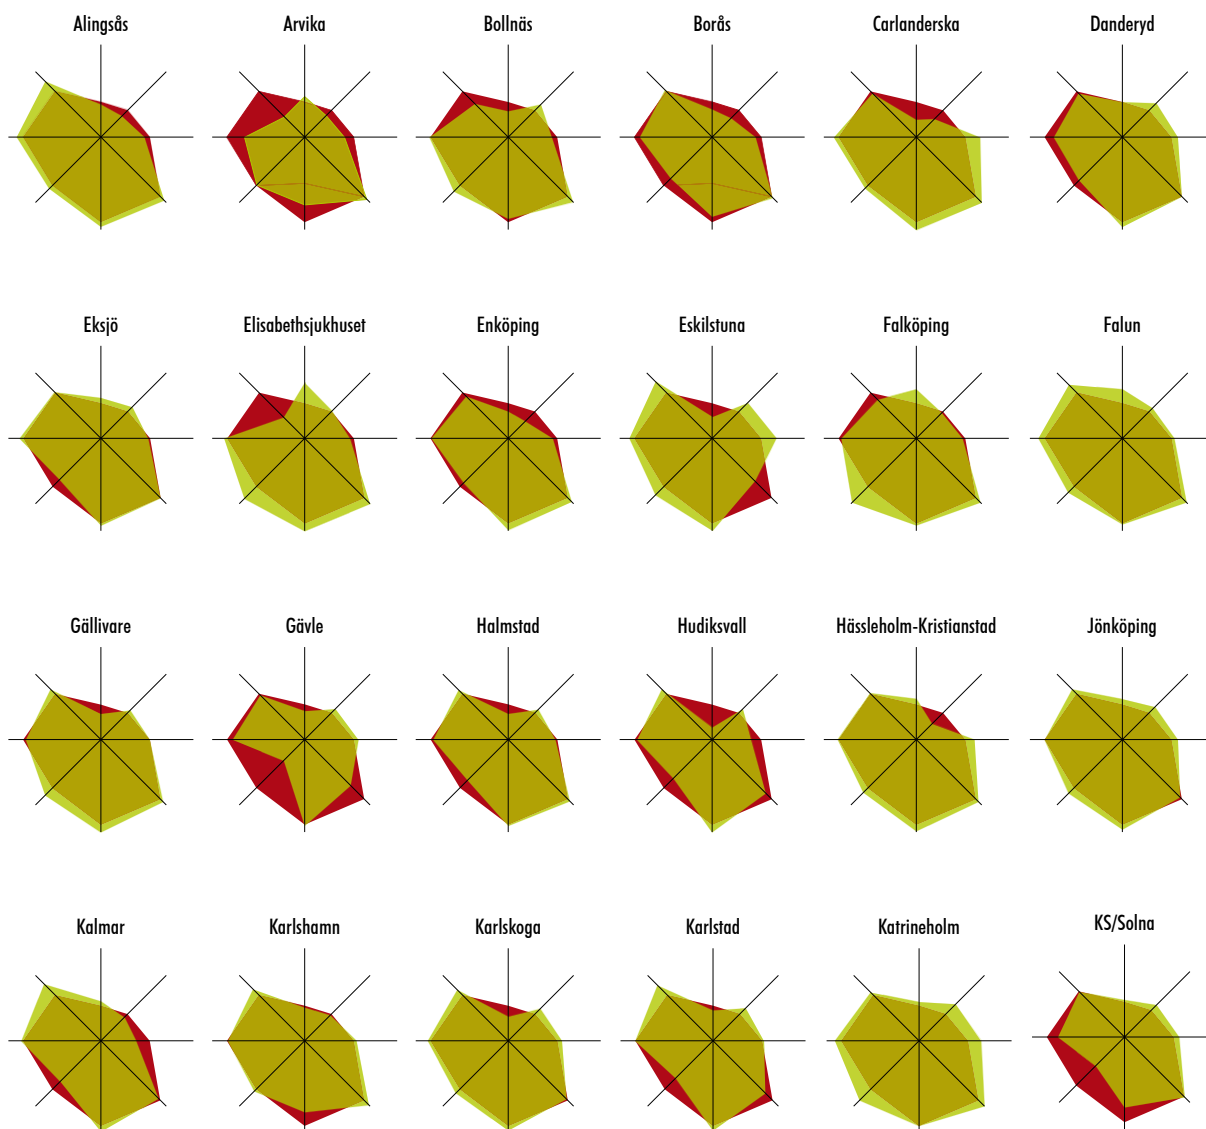 Alingsås Arvika Bollnäs Borås Carlanderska Danderyd
Eksjö Elisabethsjukhuset Enköping Eskilstuna Falköping Falun
Gällivare Gävle Halmstad Hudiksvall Hässleholm-Kristianstad Jönköping
Kalmar Karlshamn Karlskoga Karlstad Katrineholm KS/Solna